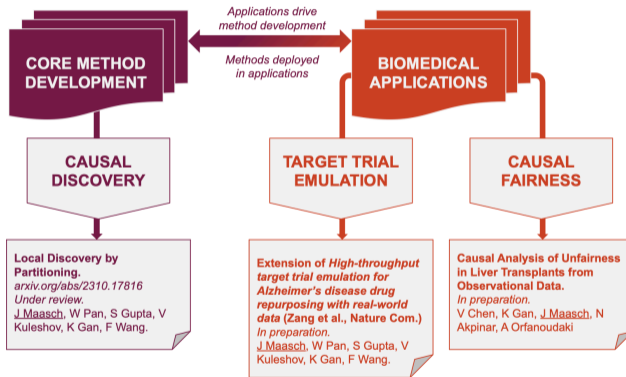 Applications drive
method development
CORE METHOD
DEVELOPMENT
Methods deployed
in applications
BIOMEDICAL
APPLICATIONS
CAUSAL
DISCOVERY
TARGET TRIAL
EMULATION
CAUSAL
FAIRNESS
Local Discovery by
Partitioning.
arxiv.org/abs/2310.17816
Under review.
J Maasch, W Pan, S Gupta, V
Kuleshov, K Gan, F Wang.
Extension of High-throughput
target trial emulation for
Alzheimer's disease drug
repurposing with real-world
data (Zang et al., Nature Com.)
In preparation.
J Maasch, W Pan, S Gupta, V
Kuleshov, K Gan, F Wang.
Causal Analysis of Unfairness
in Liver Transplants from
Observational Data.
In preparation.
V Chen, K Gan, J Maasch, N
Akpinar, A Orfanoudaki